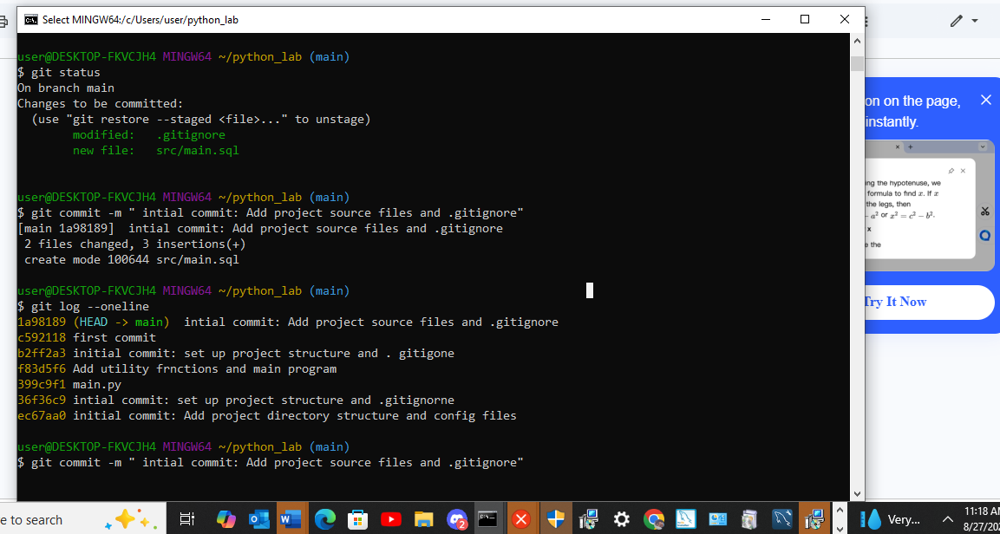 Select MINGW64:/c/Users/user/python_lab
user@DESKTOP-FKVCJH4 MINGW64 ~/python_lab (main)
$ git status
On branch main
Changes to be committed:
  (use "git restore --staged <file>..." to unstage)
        modified:   .gitignore
        new file:   src/main.sql
user@DESKTOP-FKVCJH4 MINGW64 ~/python_lab (main)
$ git commit -m " intial commit: Add project source files and .gitignore"
[main 1a98189]  intial commit: Add project source files and .gitignore
 2 files changed, 3 insertions(+)
 create mode 100644 src/main.sql
user@DESKTOP-FKVCJH4 MINGW64 ~/python_lab (main)
$ git log --oneline
1a98189 (HEAD -> main)  intial commit: Add project source files and .gitignore
c592118 first commit
b2ff2a3 initial commit: set up project structure and . gitigone
f83d5f6 Add utility frnctions and main program
399c9f1 main.py
36f36c9 intial commit: set up project structure and .gitignorne
ec67aa0 initial commit: Add project directory structure and config files
user@DESKTOP-FKVCJH4 MINGW64 ~/python_lab (main)
$ git commit -m " intial commit: Add project source files and .gitignore"
on on the page,
instantly.
ing the hypotenuse, we
formula to find x. If x
the legs, then
- a² or x² = c² - b².
x
e the
Try It Now
e to search
2
Very...
11:18 A
8/27/20